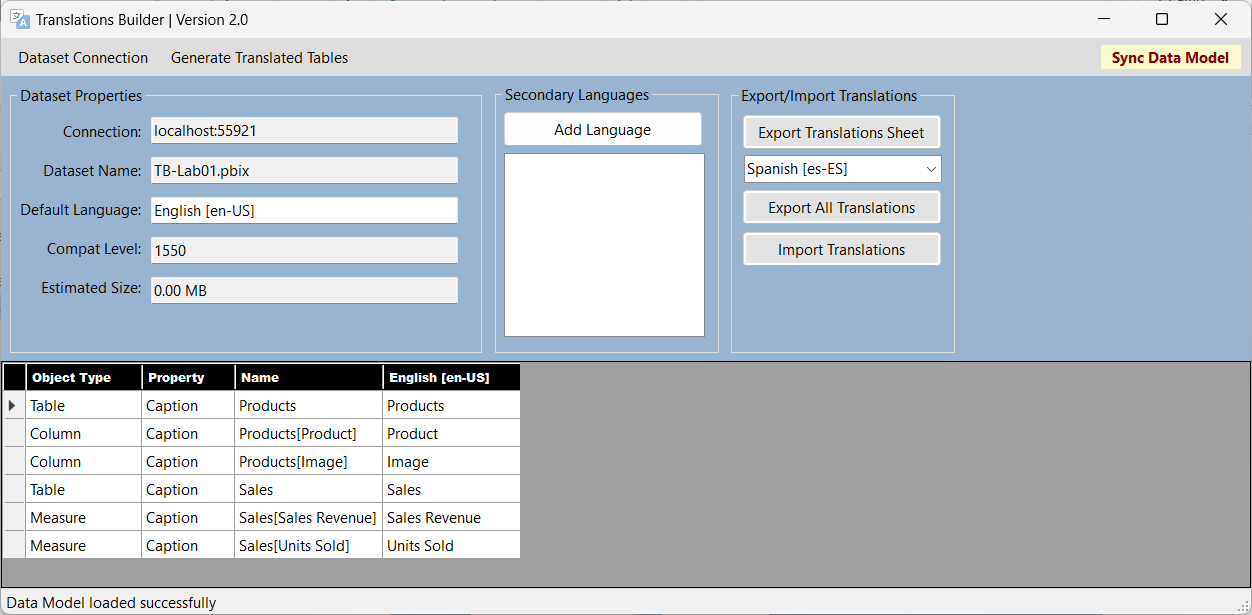 Translations Builder | Version 2.0
Dataset Connection Generate Translated Tables Sync Data Model
Dataset Properties
Connection: localhost:55921
Dataset Name: TB-Lab01.pbix
Default Language: English [en-US]
Compat Level: 1550
Estimated Size: 0.00 MB
Secondary Languages
Add Language
Export/Import Translations
Export Translations Sheet
Spanish [es-ES]
Export All Translations
Import Translations
Object Type Property Name English [en-US]
Table Caption Products Products
Column Caption Products[Product] Product
Column Caption Products[Image] Image
Table Caption Sales Sales
Measure Caption Sales[Sales Revenue] Sales Revenue
Measure Caption Sales[Units Sold] Units Sold
Data Model loaded successfully